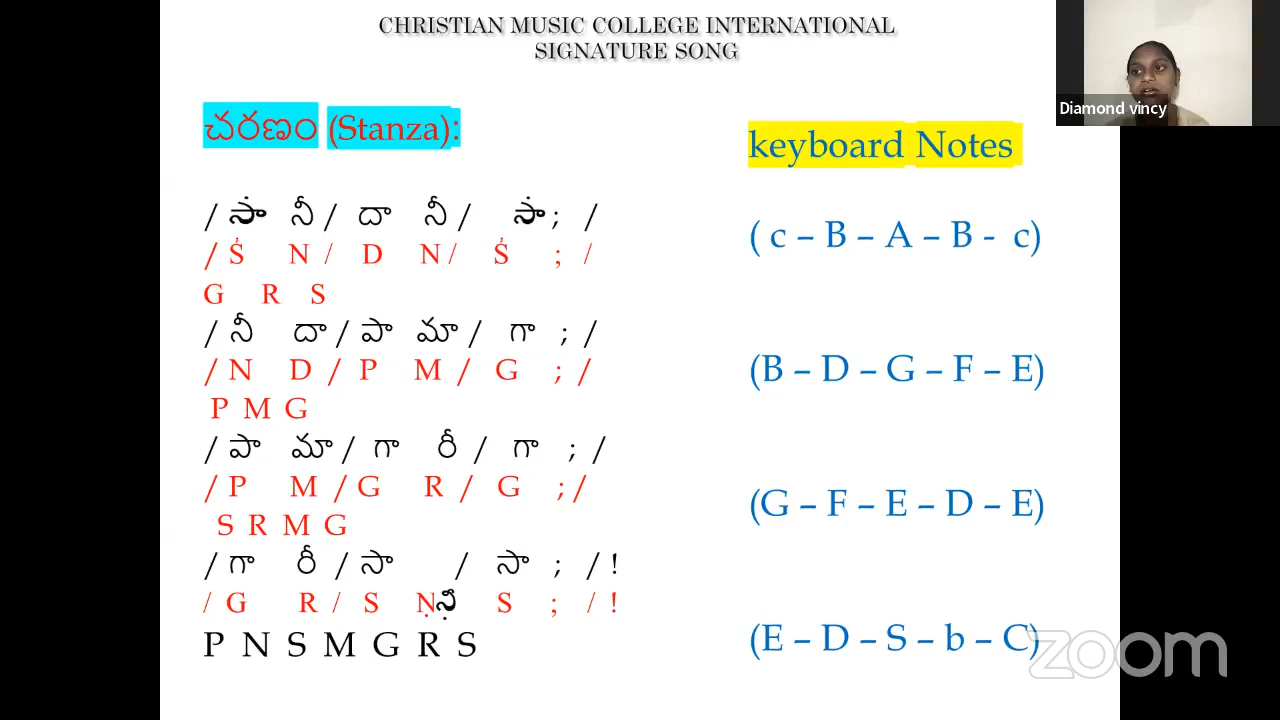 CHRISTIAN MUSIC COLLEGE INTERNATIONAL
SIGNATURE SONG
Diamond vincy
చరణం (Stanza):
keyboard Notes
/ సాׂ నీ / దా నీ / సాׂ ; /
/ Ṡ N / D N / Ṡ ; /
( c – B – A – B - c)
G R S
/ నీ దా / పా మా / గా ; /
/ N D / P M / G ; /
(B – D – G – F – E)
P M G
/ పా మా / గా రీ / గా ; /
/ P M / G R / G ; /
(G – F – E – D – E)
S R M G
/ గా రీ / సా / సా ; / !
/ G R / S Ṇ ని S ; / !
(E – D – S – b – C)
P N S M G R S
zoom